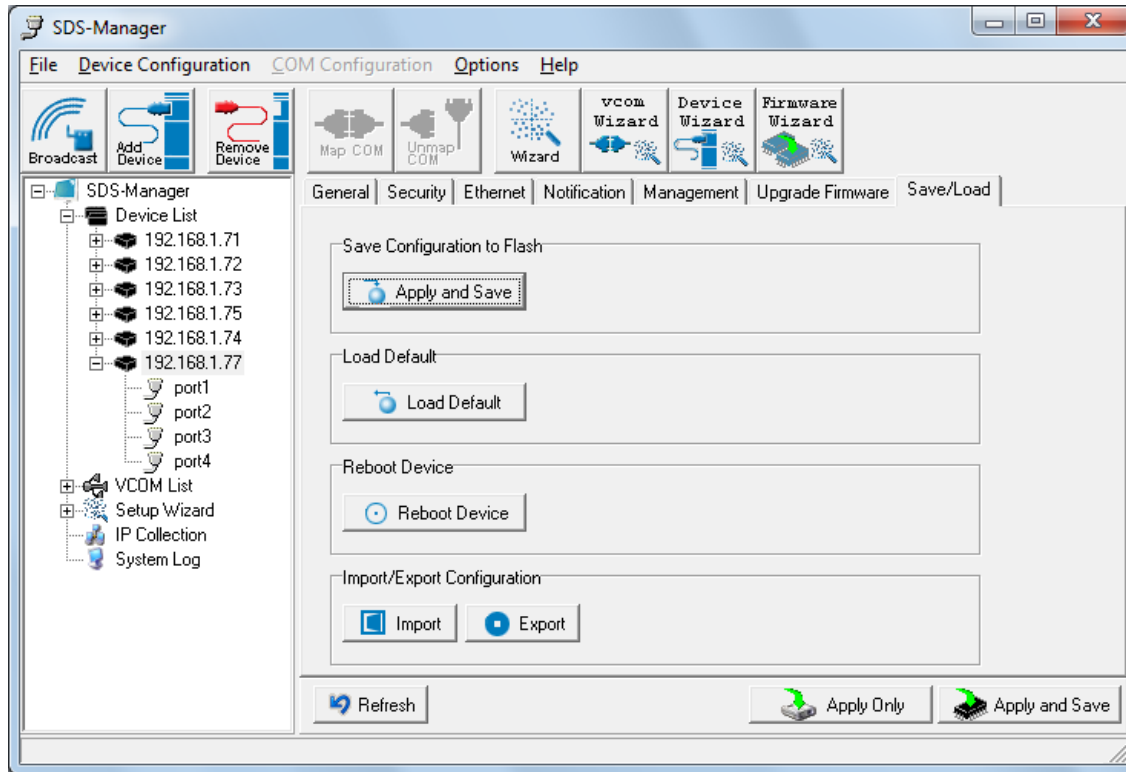 SDS-Manager
File Device Configuration COM Configuration Options Help
Broadcast
Add Device
Remove Device
Map COM
Unmap COM
Wizard
vcom Wizard
Device Wizard
Firmware Wizard
SDS-Manager
Device List
192.168.1.71
192.168.1.72
192.168.1.73
192.168.1.75
192.168.1.74
192.168.1.77
port1
port2
port3
port4
VCOM List
Setup Wizard
IP Collection
System Log
General Security Ethernet Notification Management Upgrade Firmware Save/Load
Save Configuration to Flash
Apply and Save
Load Default
Load Default
Reboot Device
Reboot Device
Import/Export Configuration
Import Export
Refresh Apply Only Apply and Save